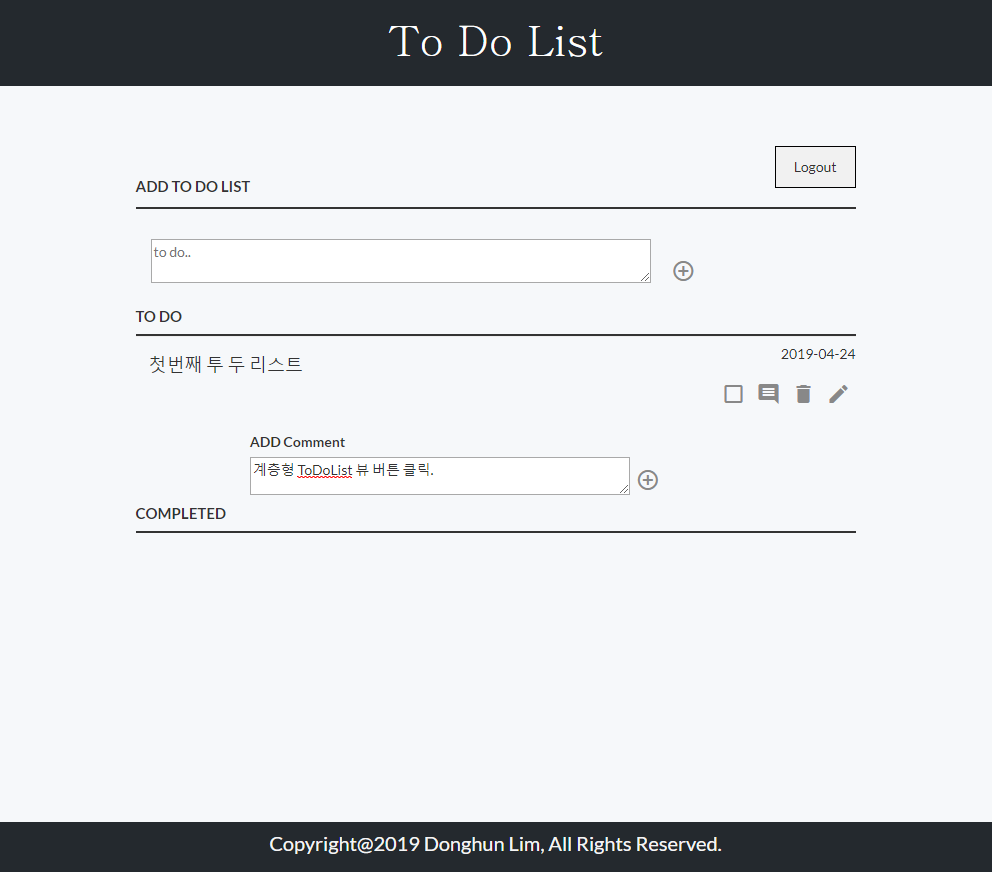 To Do List
Logout
ADD TO DO LIST
to do..
TO DO
첫번째 투 두 리스트
2019-04-24
ADD Comment
계층형 ToDoList 뷰 버튼 클릭.
COMPLETED
Copyright@2019 Donghun Lim, All Rights Reserved.